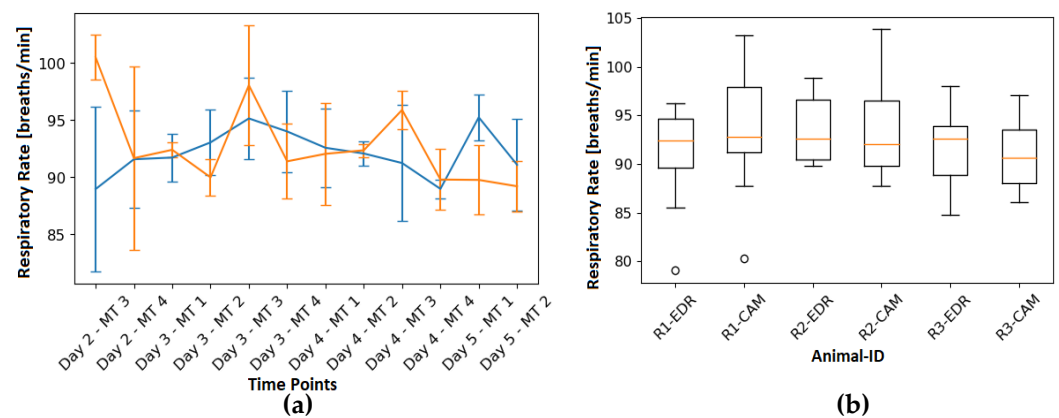 Respiratory Rate [breaths/min]
100
95
90
85
Day 2 - MT 3
Day 2 - MT 4
Day 3 - MT 1
Day 3 - MT 2
Day 3 - MT 3
Day 3 - MT 4
Day 4 - MT 1
Day 4 - MT 2
Day 4 - MT 3
Day 4 - MT 4
Day 5 - MT 1
Day 5 - MT 2
Time Points
(a)
Respiratory Rate [breaths/min]
105
100
95
90
85
80
R1-EDR
R1-CAM
R2-EDR
R2-CAM
R3-EDR
R3-CAM
Animal-ID
(b)